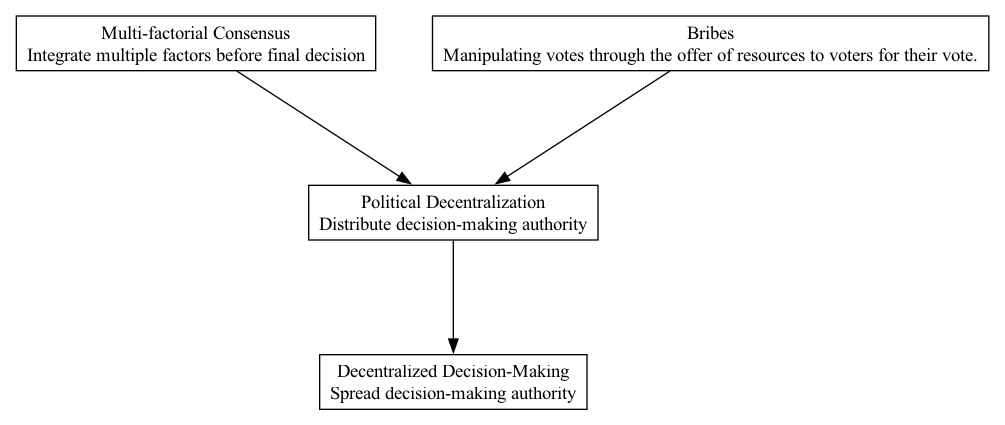 Multi-factorial Consensus
Integrate multiple factors before final decision
Bribes
Manipulating votes through the offer of resources to voters for their vote.
Political Decentralization
Distribute decision-making authority
Decentralized Decision-Making
Spread decision-making authority